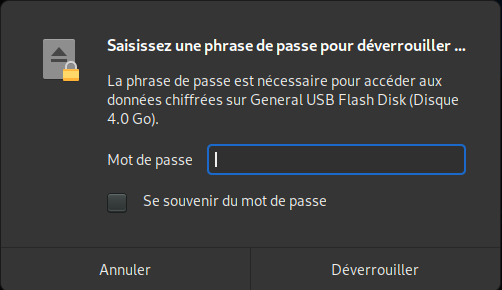 Saisissez une phrase de passe pour déverrouiller ...
La phrase de passe est nécessaire pour accéder aux
données chiffrées sur General USB Flash Disk (Disque
4.0 Go).
Mot de passe
Se souvenir du mot de passe
Annuler
Déverrouiller